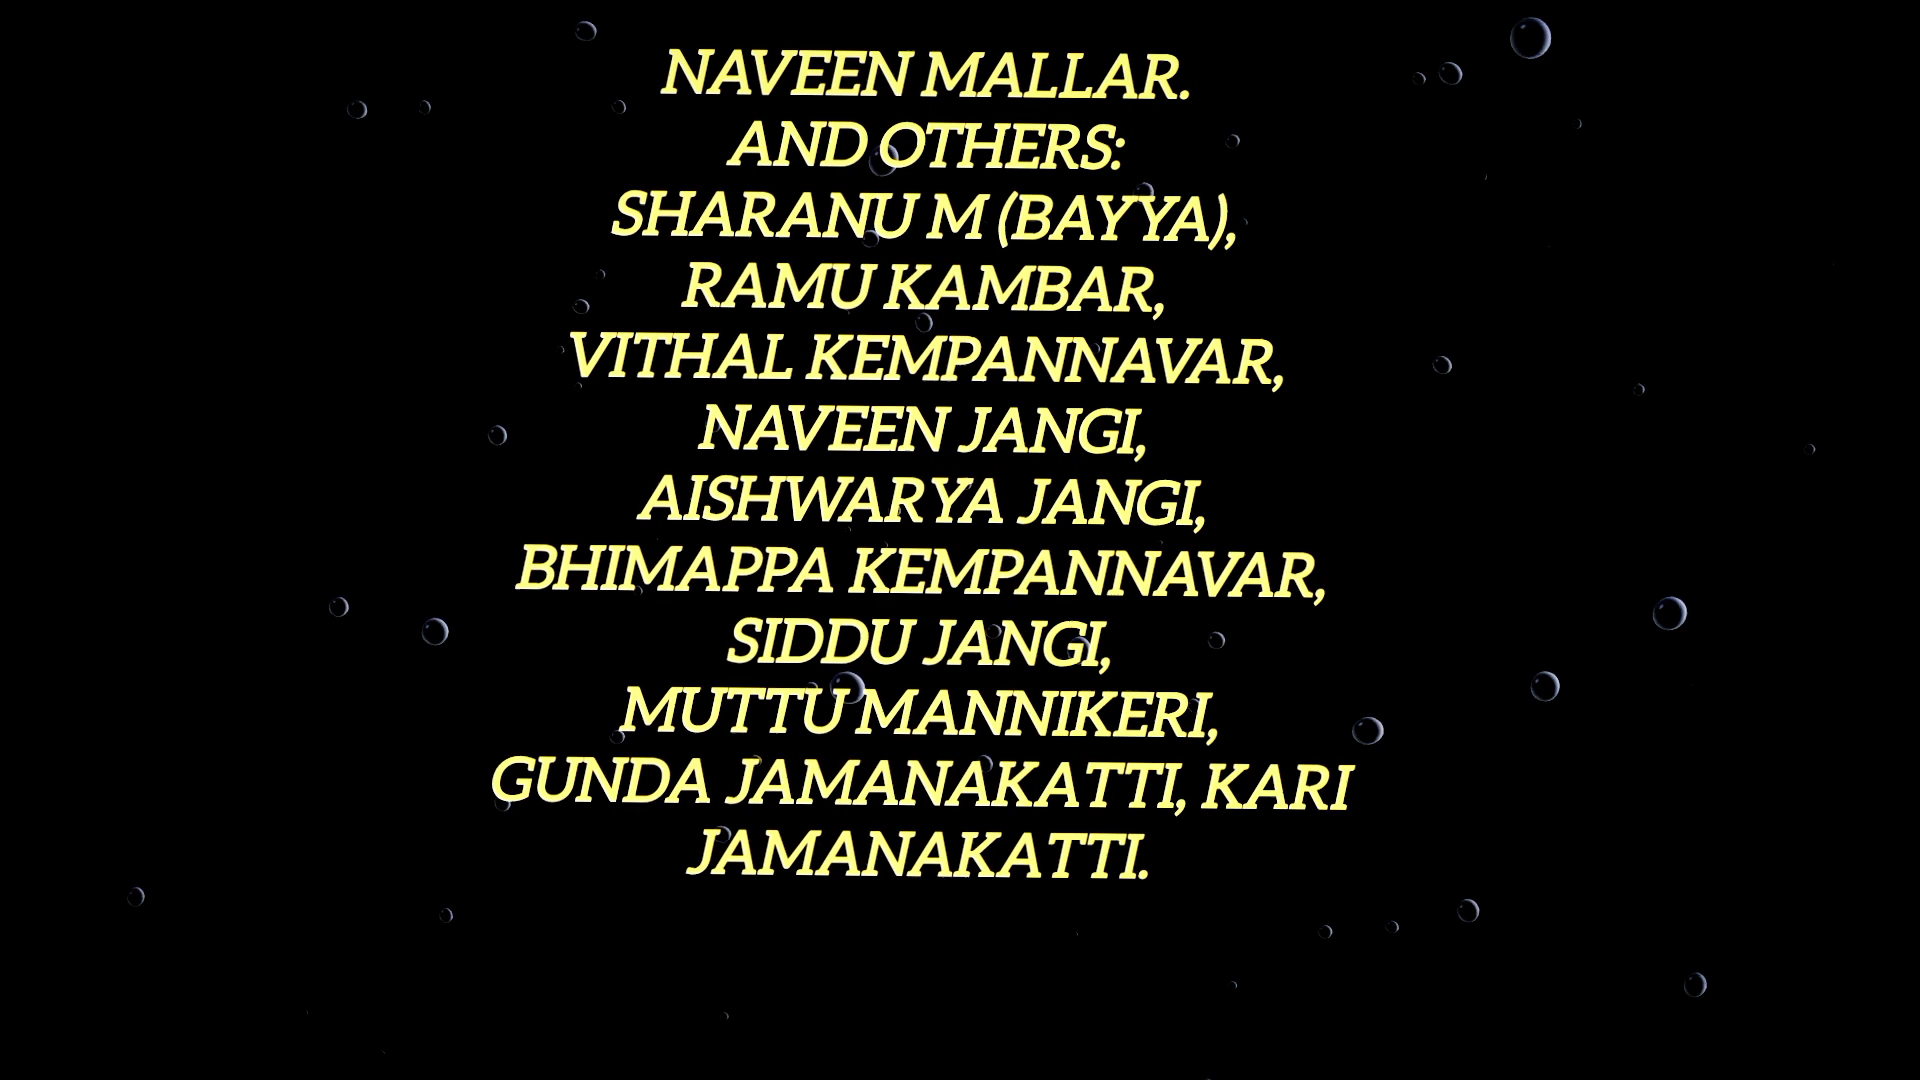 NAVEEN MALLAR.
AND OTHERS:
SHARANU M (BAYYA),
RAMU KAMBAR,
VITHAL KEMPANNAVAR,
NAVEEN JANGI,
AISHWARYA JANGI,
BHIMAPPA KEMPANNAVAR,
SIDDU JANGI,
MUTTU MANNIKERI,
GUNDA JAMANAKATTI, KARI
JAMANAKATTI.